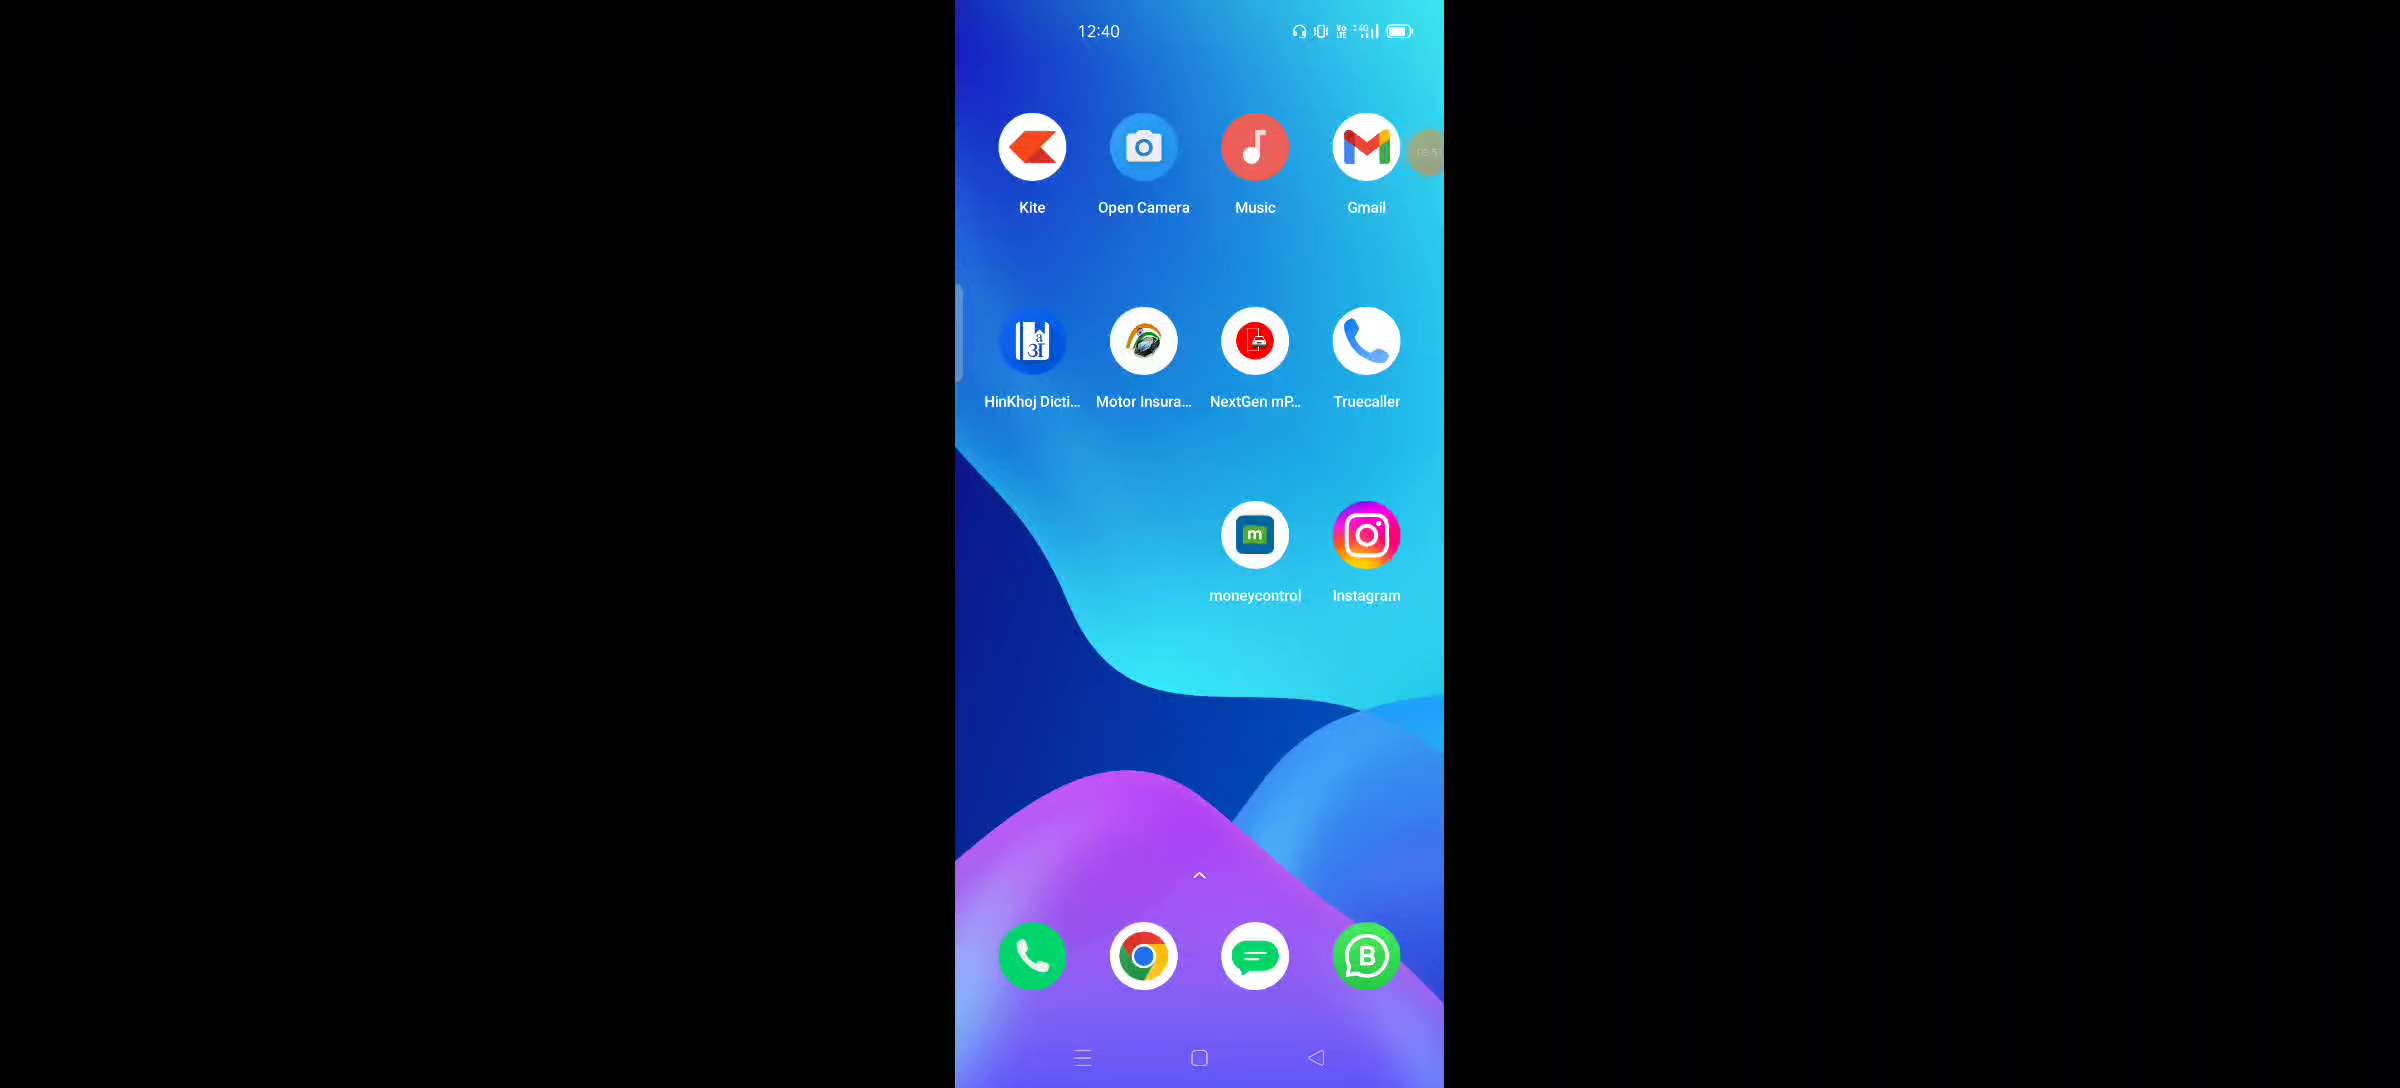 12:40
Kite
Open Camera
Music
Gmail
HinKhoj Dicti...
Motor Insura...
NextGen mP...
Truecaller
m
moneycontrol
Instagram
B